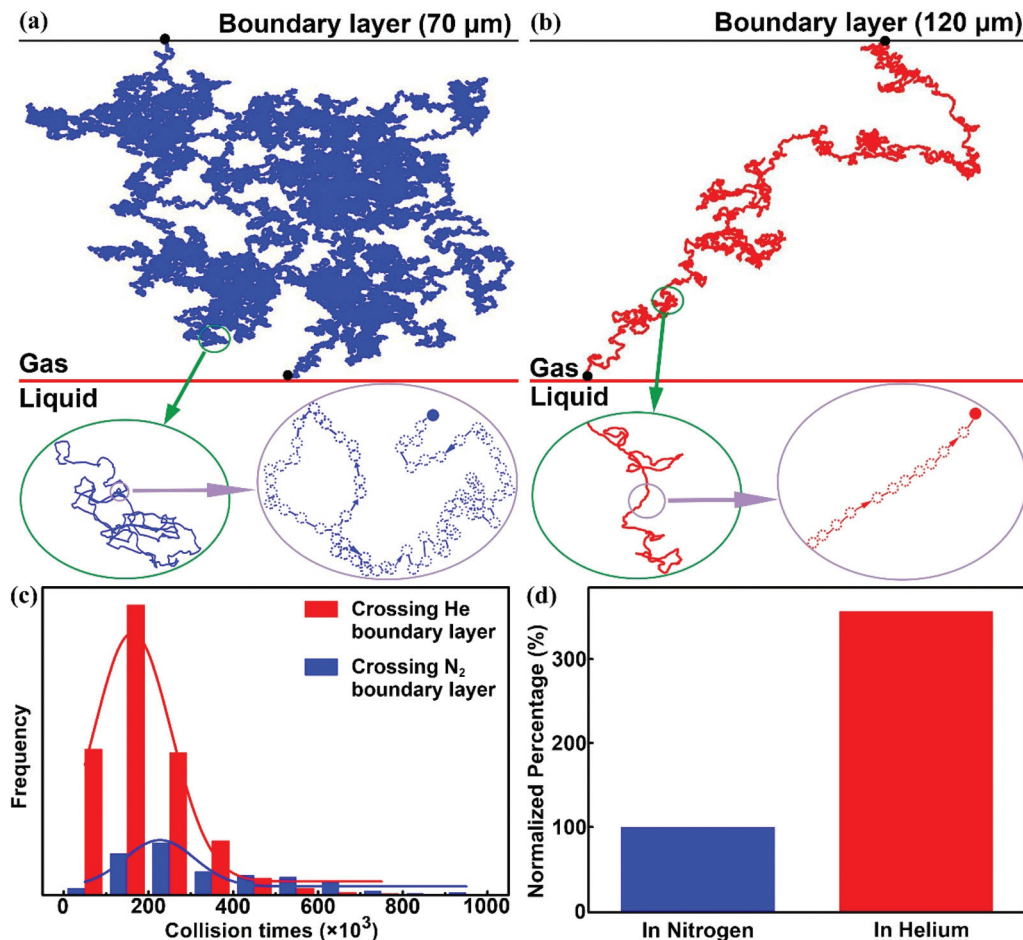 (a) Boundary layer (70 μm)
(b) Boundary layer (120 μm)
Gas
Liquid
Gas
Liquid
(c)
Crossing He
boundary layer
Crossing N₂
boundary layer
Frequency
0 200 400 600 800 1000
Collision times (×10³)
(d)
Normalized Percentage (%)
300
200
100
0
In Nitrogen In Helium